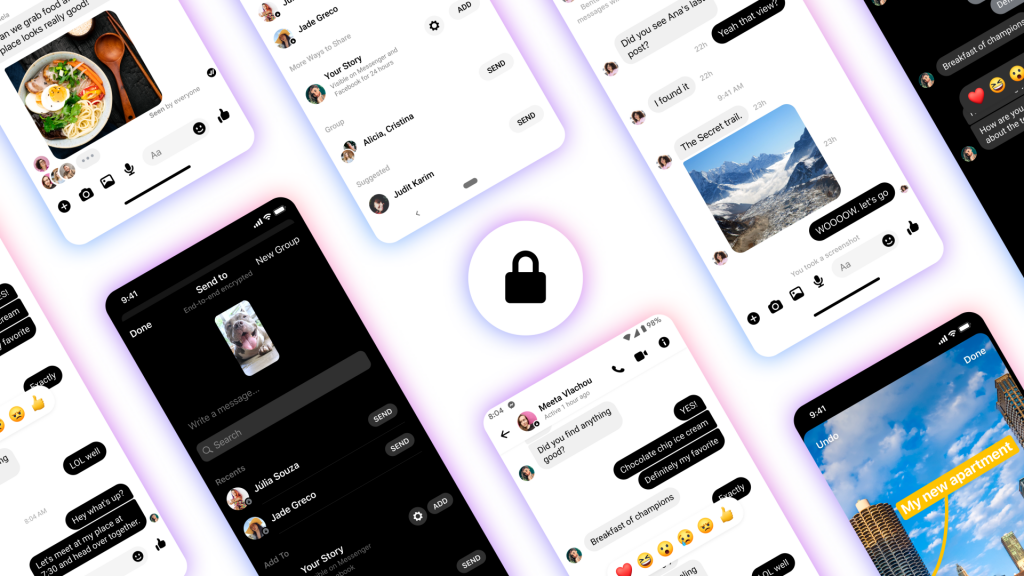 an we grab food a
place looks really good!
Seen by everyone
Aa
Jade Greco
ADD
More Ways to Share
Your Story
Visible on Messenger and
Facebook for 24 hours
SEND
Group
Alicia, Cristina
SEND
Suggested
Judit Karim
messages w
Did you see Ana's last
post?
Yeah that view?
22h
I found it
22h
9:41 AM
The Secret trail.
23h
23h
WOOOOW. let's go
You took a screenshot
Aa
Breakfast of champions
How are you
about the
YES!
cream
my favorite
Exactly
LOL well
8:04 AM
Hey what's up?
Let's meet at my place at
7:30 and head over together.
9:41
Send to
New Group
End-to-end encrypted
Done
Write a message...
Search
Recents
Júlia Souza
SEND
Jade Greco
SEND
Add To
Your Story
ADD
Visible on Messenger
Facebook
SEND
8:04
98%
Meeta Vlachou
Active 1 hour ago
Did you find anything
good?
YES!
Chocolate chip ice cream
Definitely my favorite
Exactly
Breakfast of champions
LOL well
9:41
Done
Undo
My new apartment